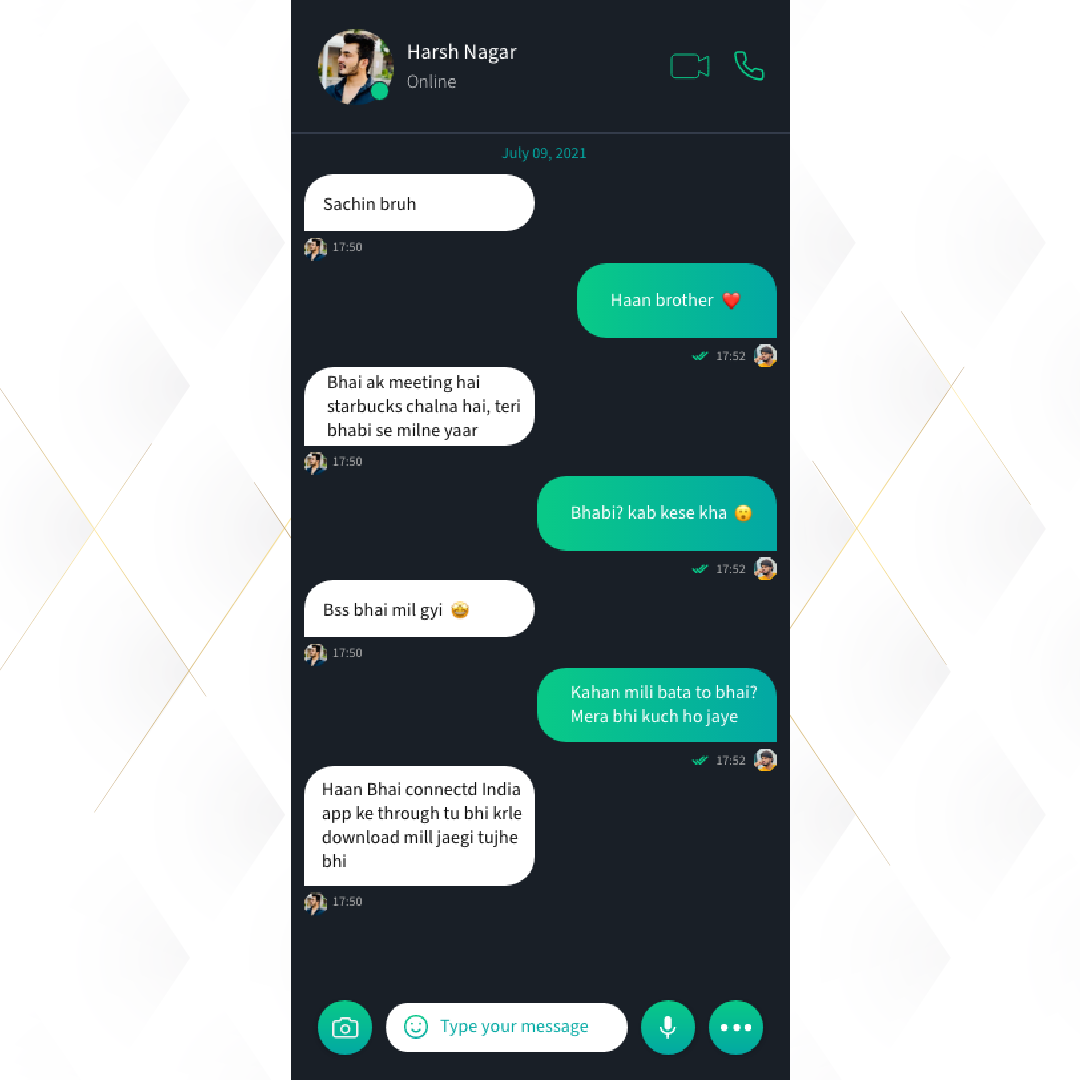 Harsh Nagar
Online
July 09, 2021
Sachin bruh
17:50
Haan brother ❤️
17:52
Bhai ak meeting hai
starbucks chalna hai, teri
bhabi se milne yaar
17:50
Bhabi? kab kese kha 😮
17:52
Bss bhai mil gyi 🤩
17:50
Kahan mili bata to bhai?
Mera bhi kuch ho jaye
17:52
Haan Bhai connectd India
app ke through tu bhi krle
download mill jaegi tujhe
bhi
17:50
Type your message